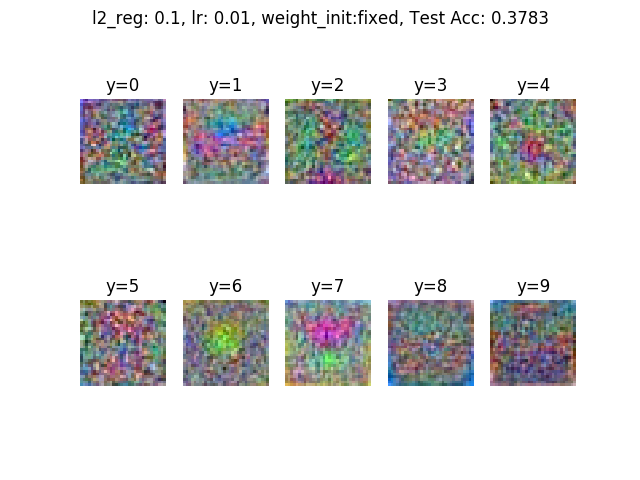 l2_reg: 0.1, lr: 0.01, weight_init:fixed, Test Acc: 0.3783
y=0 y=1 y=2 y=3 y=4
y=5 y=6 y=7 y=8 y=9